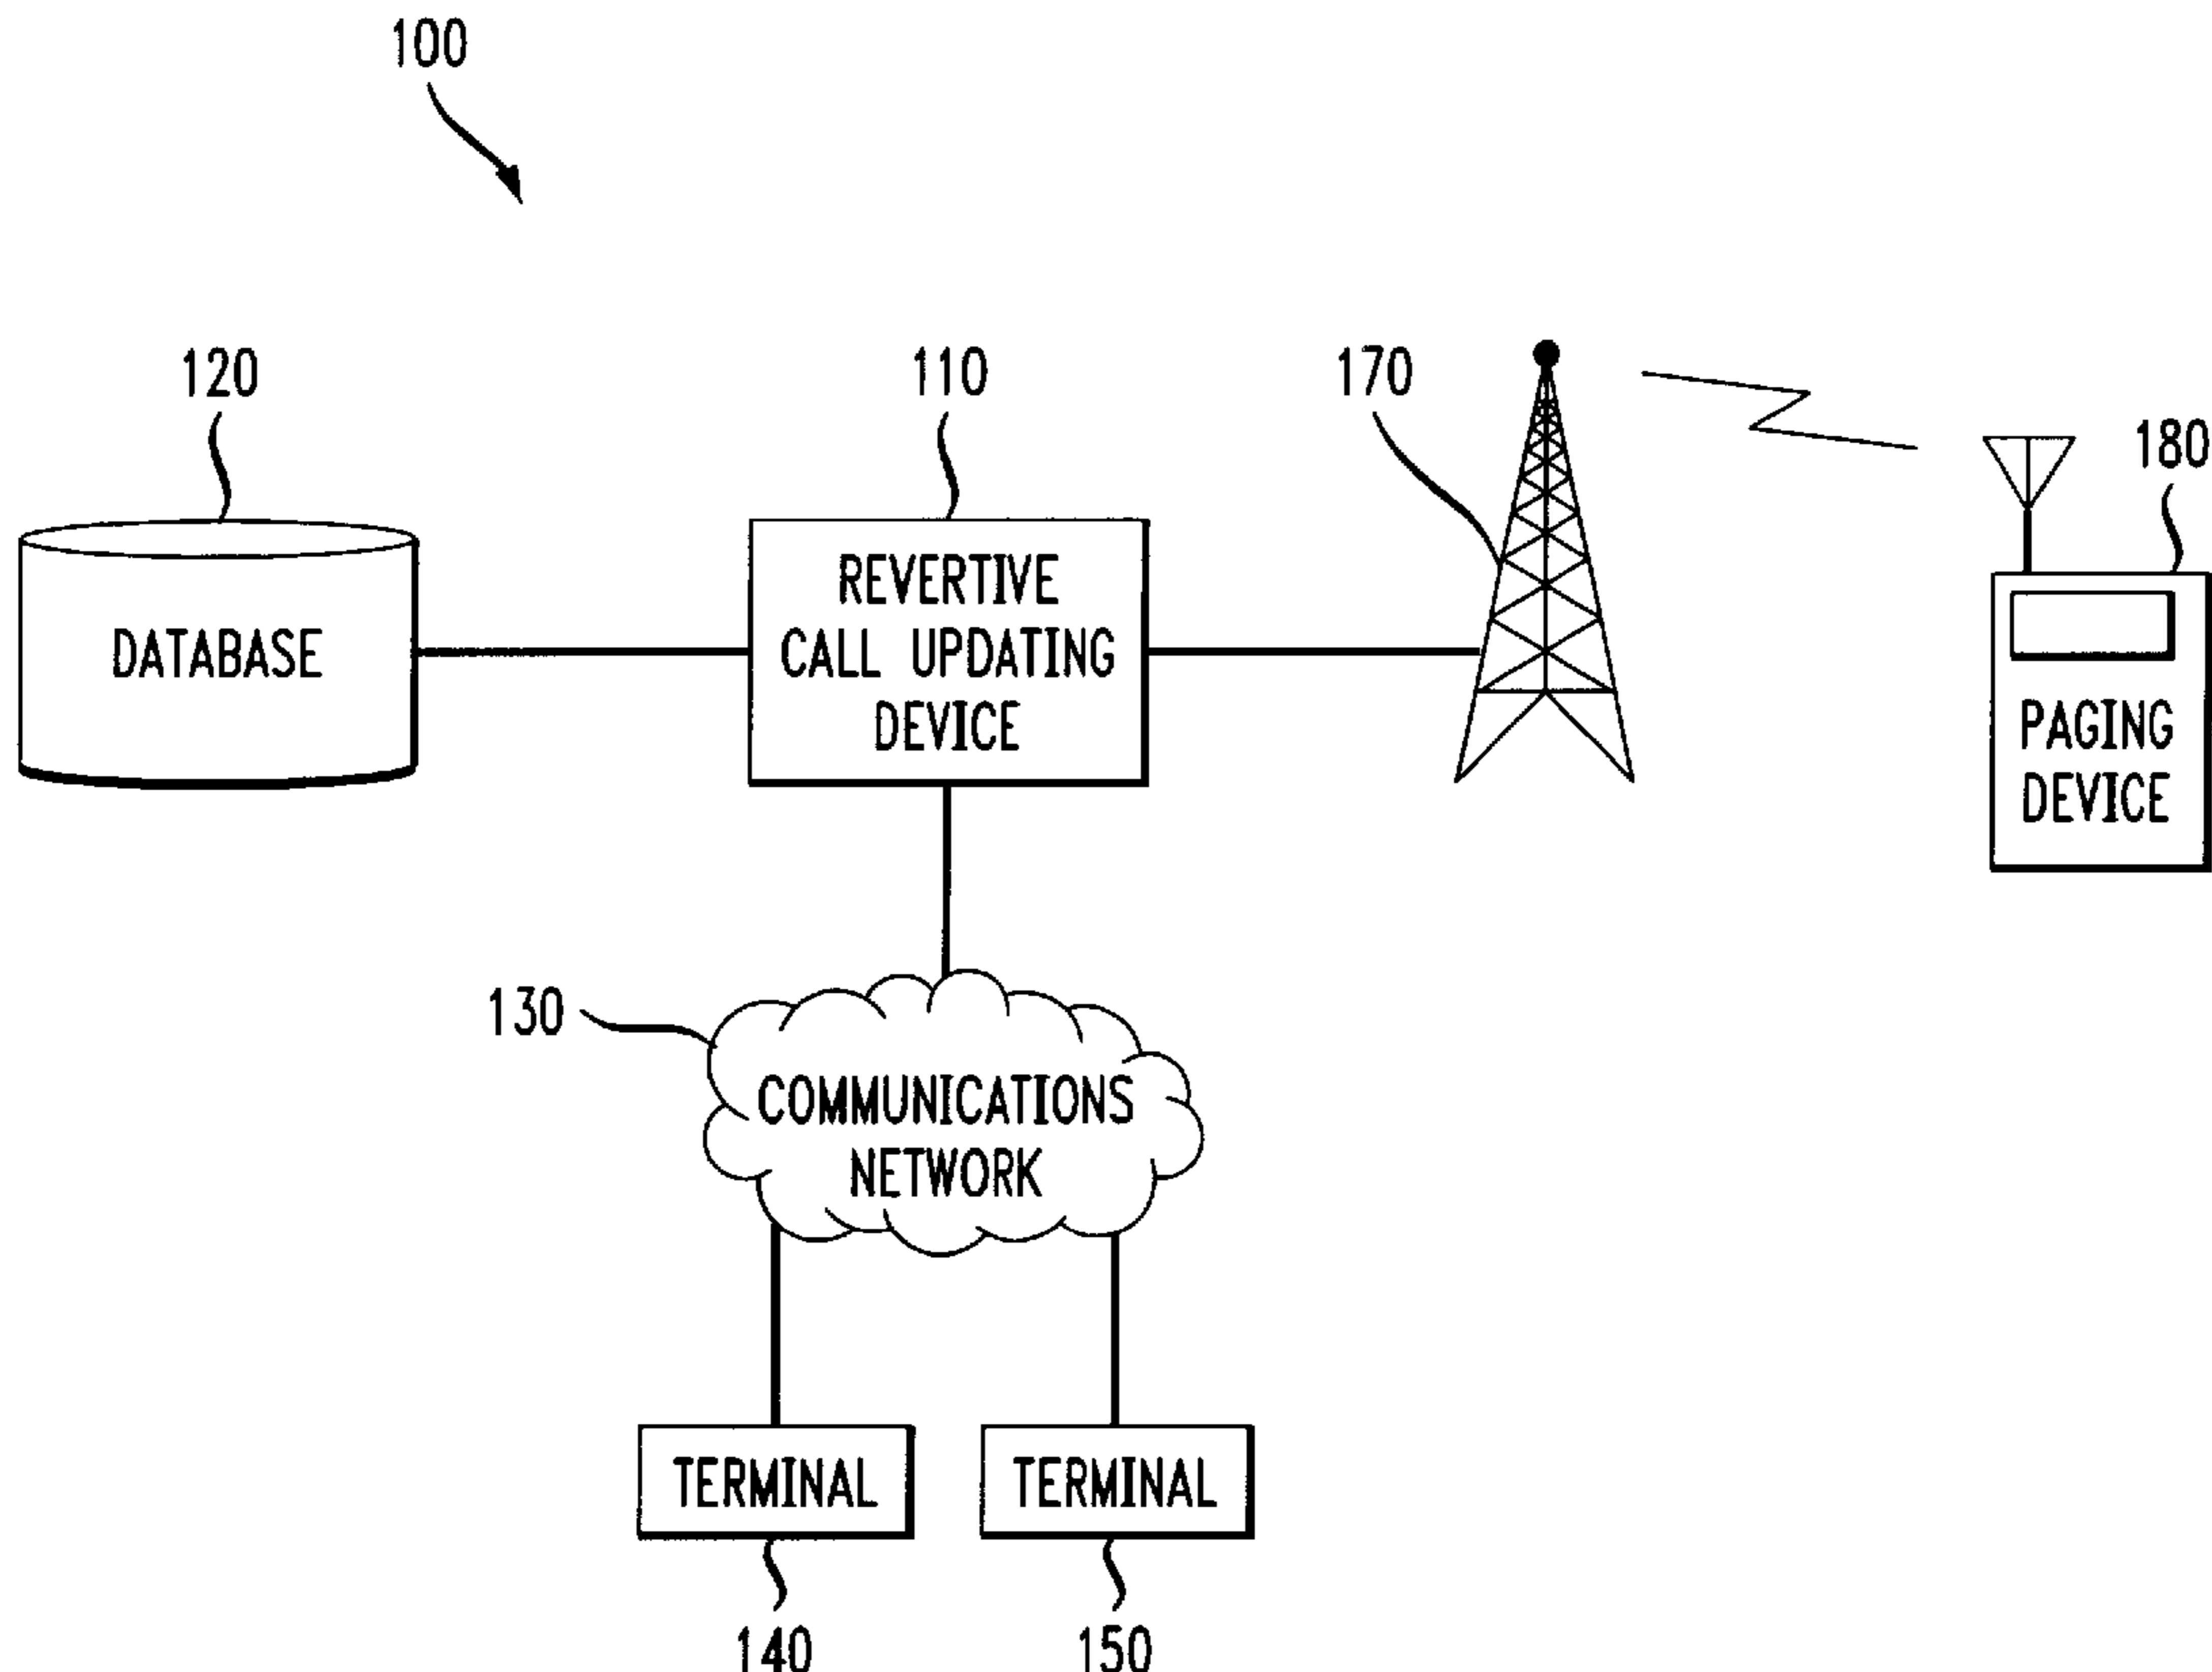 100
120
110
170
180
DATABASE
REVERTIVE
CALL UPDATING
DEVICE
PAGING
DEVICE
130
COMMUNICATIONS
NETWORK
TERMINAL
TERMINAL
140
150